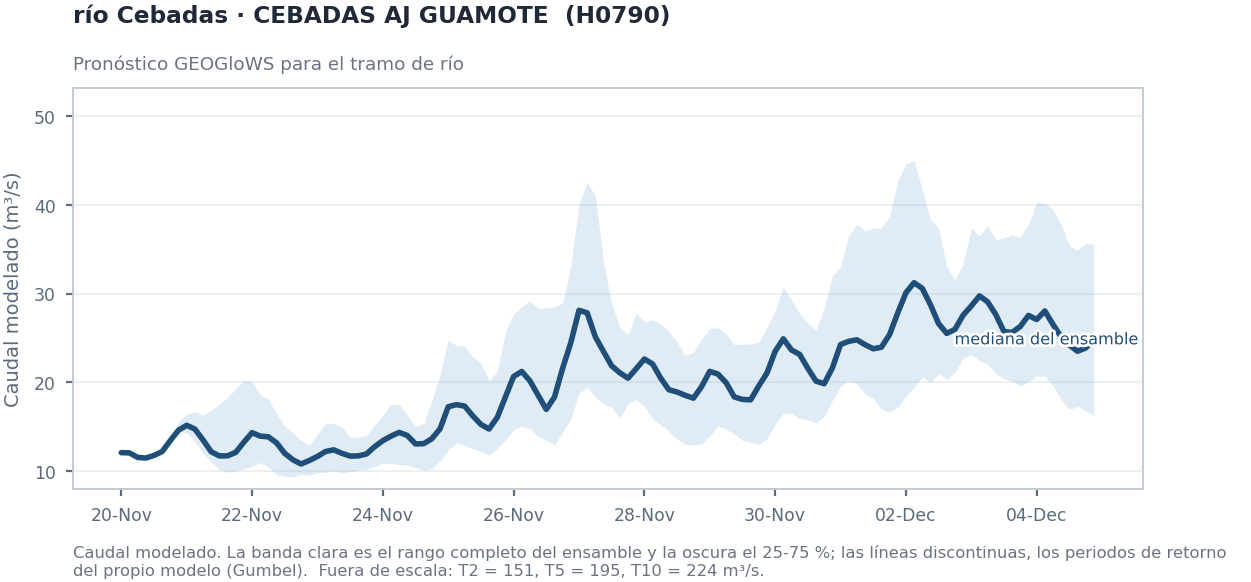 río Cebadas · CEBADAS AJ GUAMOTE  (H0790)
Pronóstico GEOGloWS para el tramo de río
Caudal modelado (m³/s)
50
40
30
20
10
mediana del ensamble
20-Nov
22-Nov
24-Nov
26-Nov
28-Nov
30-Nov
02-Dec
04-Dec
Caudal modelado. La banda clara es el rango completo del ensamble y la oscura el 25-75 %; las líneas discontinuas, los periodos de retorno
del propio modelo (Gumbel).  Fuera de escala: T2 = 151, T5 = 195, T10 = 224 m³/s.